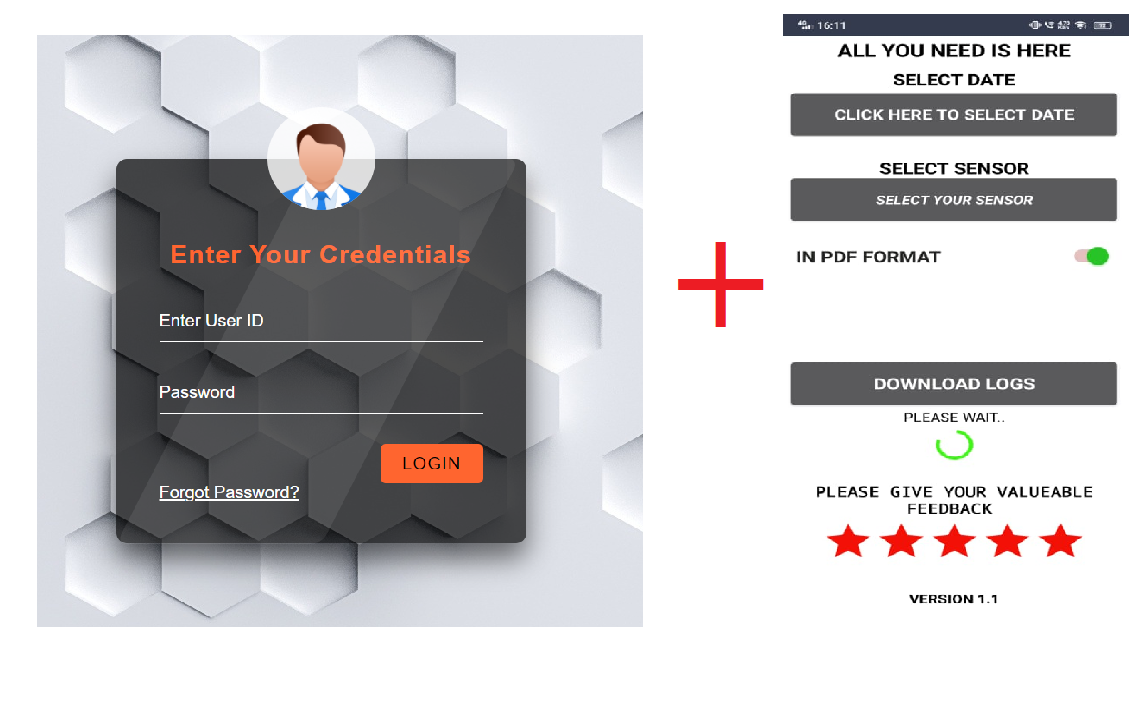 Enter Your Credentials
Enter User ID
Password
LOGIN
Forgot Password?
16:11
ALL YOU NEED IS HERE
SELECT DATE
CLICK HERE TO SELECT DATE
SELECT SENSOR
SELECT YOUR SENSOR
IN PDF FORMAT
DOWNLOAD LOGS
PLEASE WAIT..
PLEASE GIVE YOUR VALUEABLE
FEEDBACK
VERSION 1.1